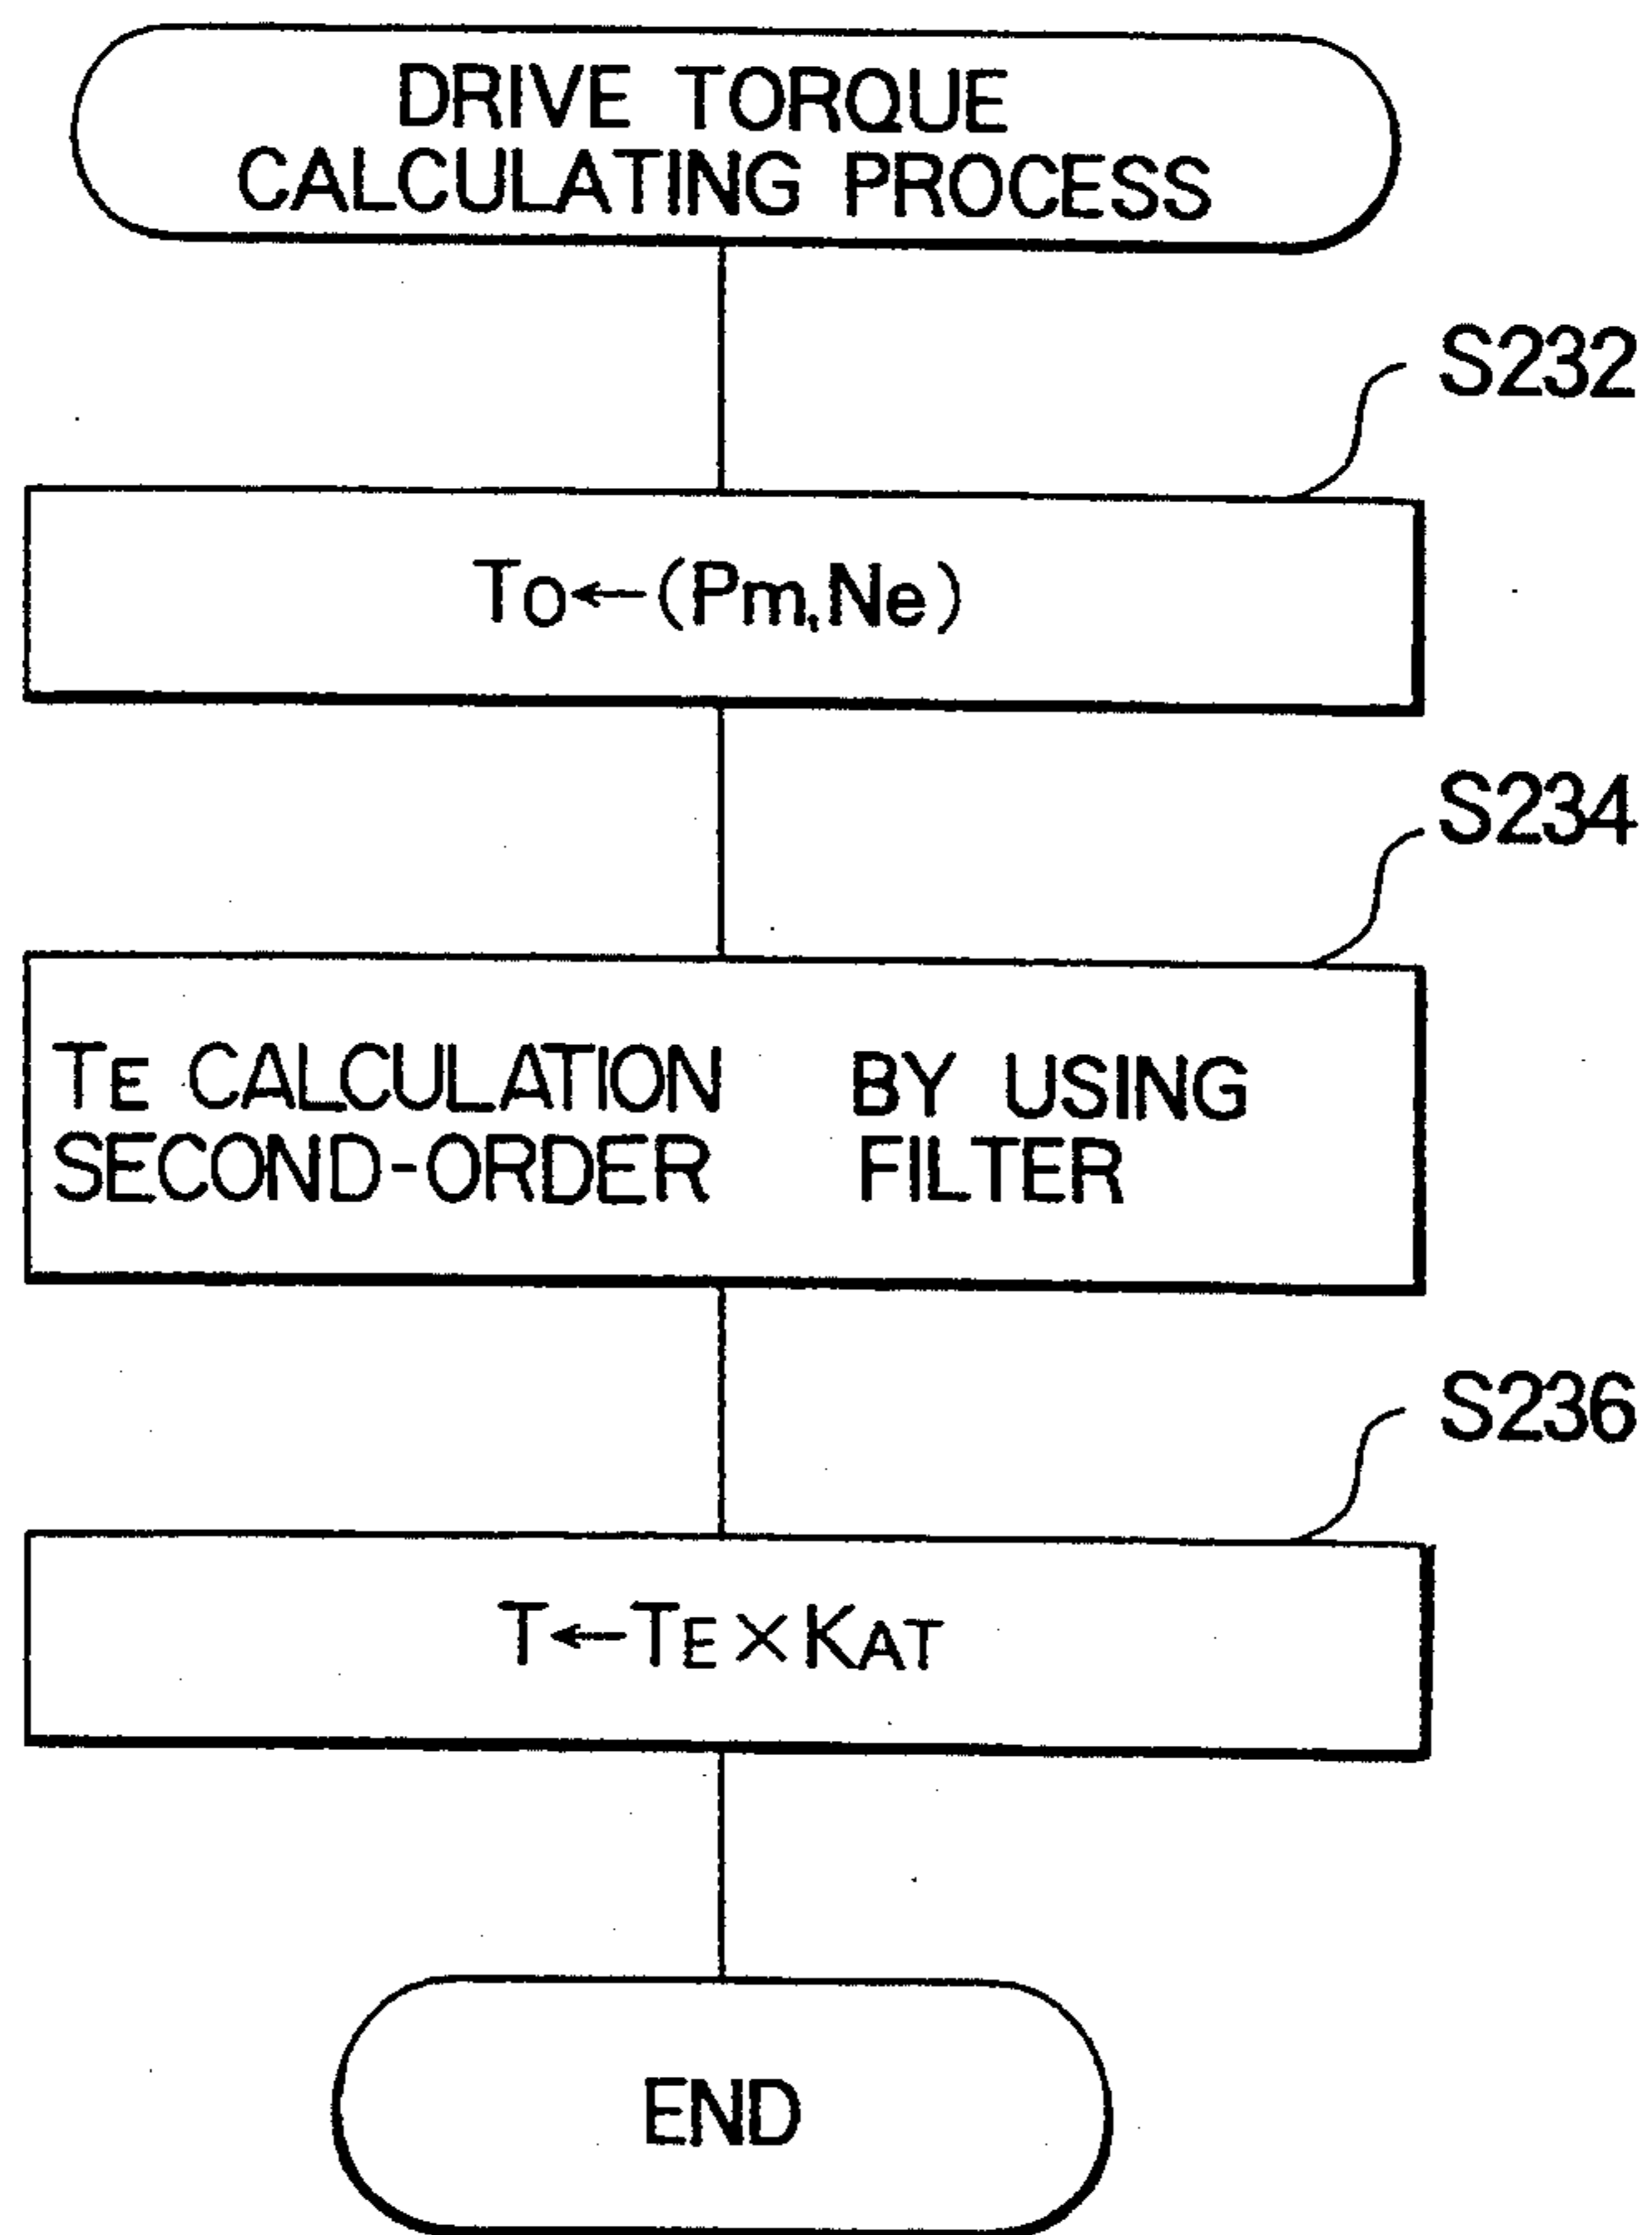 DRIVE TORQUE
CALCULATING PROCESS
S232
To←(Pm,Ne)
S234
TE CALCULATION BY USING
SECOND-ORDER FILTER
S236
T←TE×KAT
END